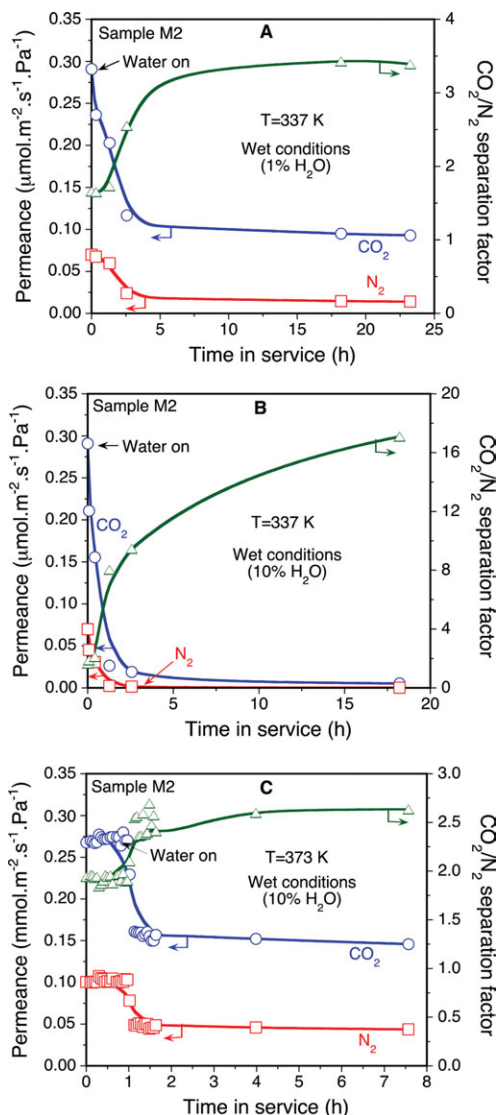 Sample M2
A
Water on
T=337 K
Wet conditions
(1% H₂O)
CO₂
N₂
0.35
0.30
0.25
0.20
0.15
0.10
0.05
0.00
4
3
2
1
0
0
5
10
15
20
25
Permeance (μmol.m⁻².s⁻¹.Pa⁻¹)
CO₂/N₂ separation factor
Time in service (h)
Sample M2
B
Water on
CO₂
T=337 K
Wet conditions
(10% H₂O)
N₂
0.35
0.30
0.25
0.20
0.15
0.10
0.05
0.00
20
16
12
8
4
0
0
5
10
15
20
Permeance (μmol.m⁻².s⁻¹.Pa⁻¹)
CO₂/N₂ separation factor
Time in service (h)
Sample M2
C
Water on
T=373 K
Wet conditions
(10% H₂O)
CO₂
N₂
0.35
0.30
0.25
0.20
0.15
0.10
0.05
0.00
3.0
2.5
2.0
1.5
1.0
0.5
0.0
0
1
2
3
4
5
6
7
8
Permeance (mmol.m⁻².s⁻¹.Pa⁻¹)
CO₂/N₂ separation factor
Time in service (h)